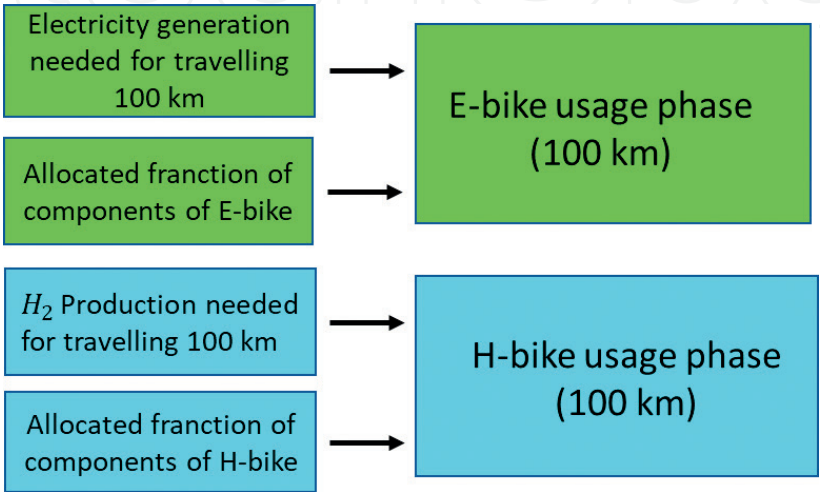 Electricity generation
needed for travelling
100 km
E-bike usage phase
(100 km)
Allocated franction of
components of E-bike
H₂ Production needed
for travelling 100 km
H-bike usage phase
(100 km)
Allocated franction of
components of H-bike